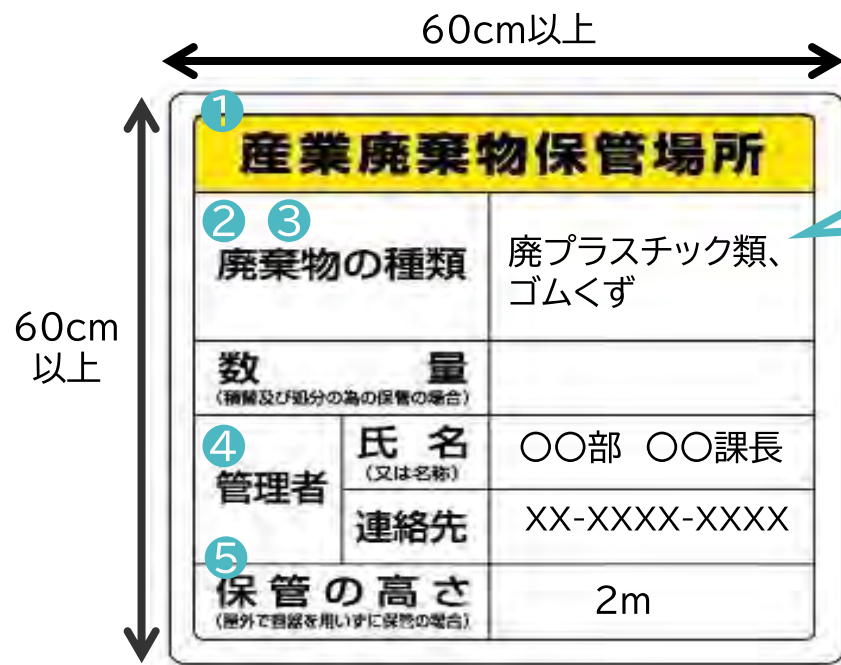 60cm以上
60cm
以上
1
産業廃棄物保管場所
2 3
廃棄物の種類
廃プラスチック類、
ゴムくず
数量
(積替及び処分の為の保管の場合)
4
管理者
氏名
(又は名称)
〇〇部 〇〇課長
連絡先
XX-XXXX-XXXX
5
保管の高さ
(屋外で容器を用いずに保管の場合)
2m